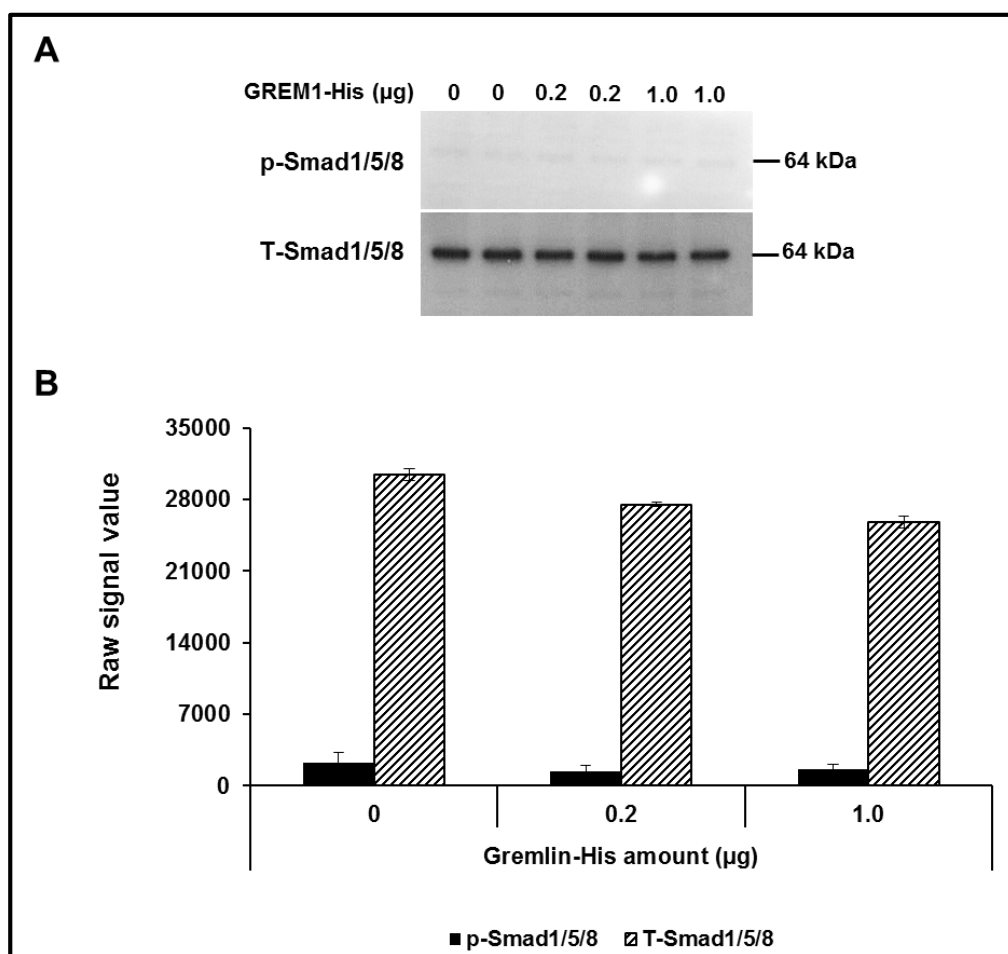 A
GREM1-His (µg) 0 0 0.2 0.2 1.0 1.0
p-Smad1/5/8 64 kDa
T-Smad1/5/8 64 kDa
B
Raw signal value
35000
28000
21000
14000
7000
0
0 0.2 1.0
Gremlin-His amount (µg)
p-Smad1/5/8 T-Smad1/5/8